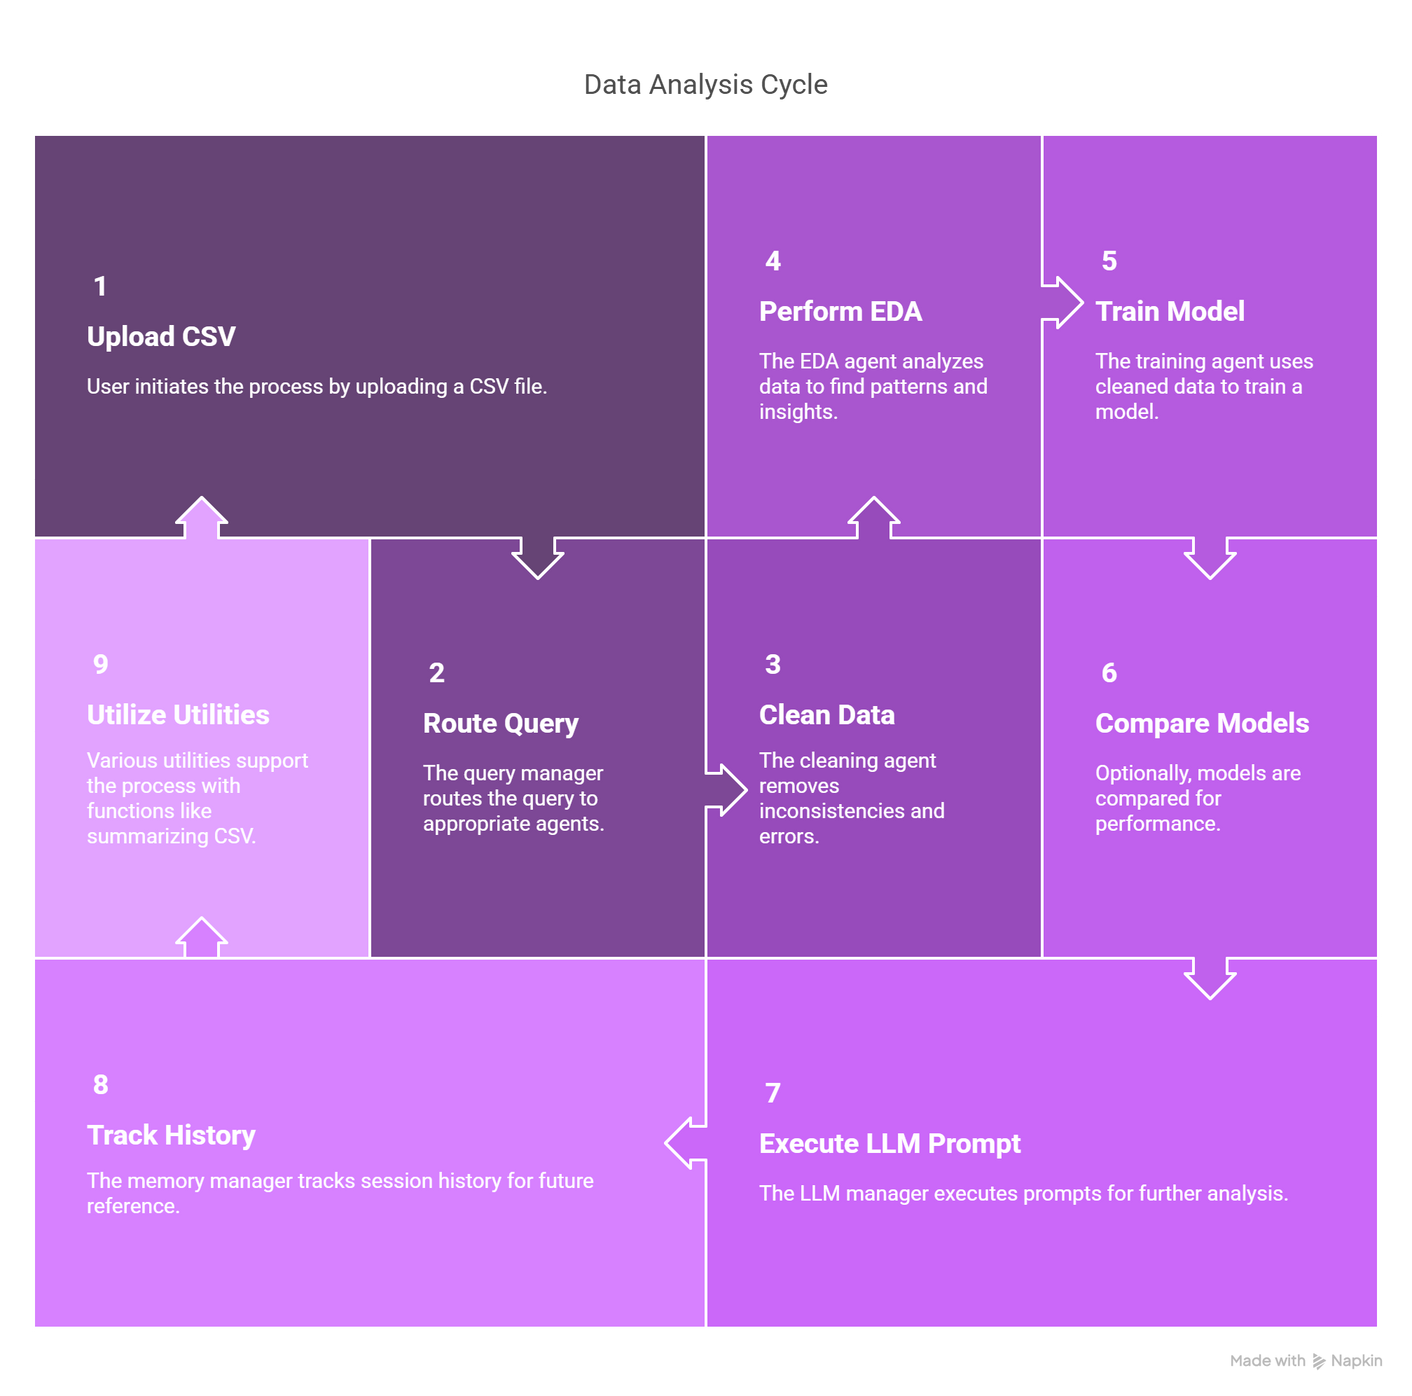 Data Analysis Cycle
1
Upload CSV
User initiates the process by uploading a CSV file.
4
Perform EDA
The EDA agent analyzes
data to find patterns and
insights.
5
Train Model
The training agent uses
cleaned data to train a
model.
9
Utilize Utilities
Various utilities support
the process with
functions like
summarizing CSV.
2
Route Query
The query manager
routes the query to
appropriate agents.
3
Clean Data
The cleaning agent
removes
inconsistencies and
errors.
6
Compare Models
Optionally, models are
compared for
performance.
8
Track History
The memory manager tracks session history for future
reference.
7
Execute LLM Prompt
The LLM manager executes prompts for further analysis.
Made with Napkin